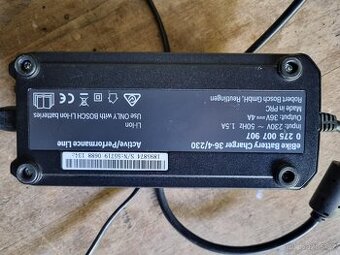 eBike Battery Charger 36-4/230
0 275 007 907
Input: 230V ~ 50Hz 1.5A
Output: 36V ⎓ 4A
Made in PRC
Robert Bosch GmbH, Reutlingen
Active/Performance Line
Li-Ion
Use ONLY with BOSCH Li-Ion batteries